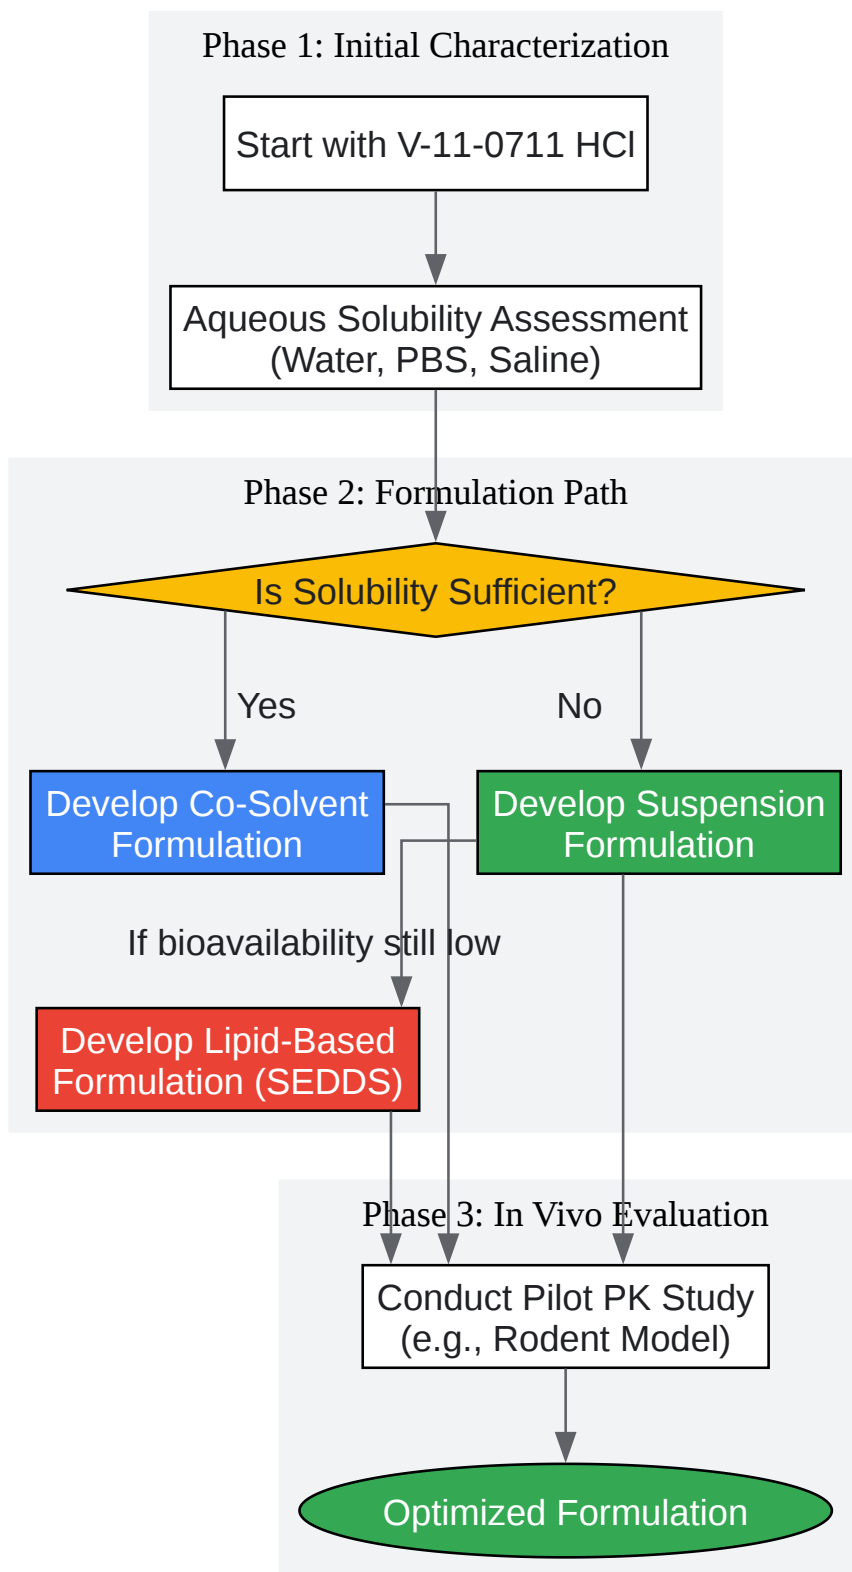 Phase 1: Initial Characterization
Start with V-11-0711 HCl
Aqueous Solubility Assessment
(Water, PBS, Saline)
Phase 2: Formulation Path
Is Solubility Sufficient?
Yes
No
Develop Co-Solvent
Formulation
Develop Suspension
Formulation
If bioavailability still low
Develop Lipid-Based
Formulation (SEDDS)
Phase 3: In Vivo Evaluation
Conduct Pilot PK Study
(e.g., Rodent Model)
Optimized Formulation